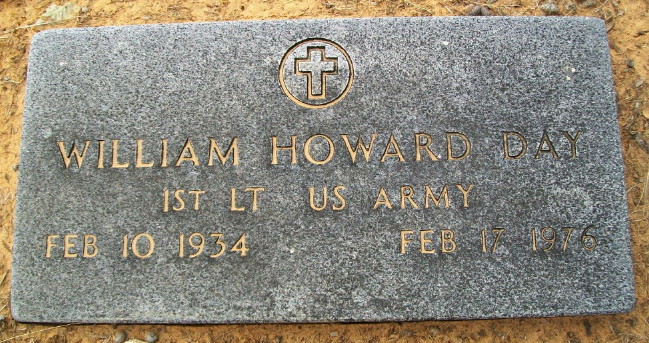 WILLIAM HOWARD DAY
1ST LT US ARMY
FEB 10 1934 FEB 17 1976